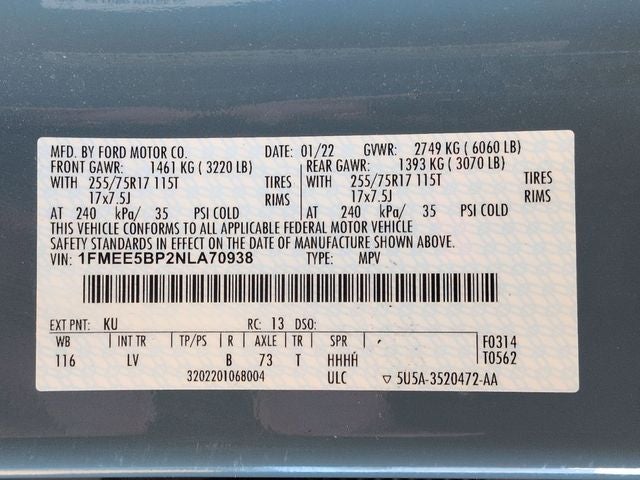 MFD. BY FORD MOTOR CO. DATE: 01/22 GVWR: 2749 KG ( 6060 LB)
FRONT GAWR: 1461 KG ( 3220 LB) REAR GAWR: 1393 KG ( 3070 LB)
WITH 255/75R17 115T TIRES WITH 255/75R17 115T TIRES
17x7.5J RIMS 17x7.5J RIMS
AT 240 kPa/ 35 PSI COLD AT 240 kPa/ 35 PSI COLD
THIS VEHICLE CONFORMS TO ALL APPLICABLE FEDERAL MOTOR VEHICLE
SAFETY STANDARDS IN EFFECT ON THE DATE OF MANUFACTURE SHOWN ABOVE.
VIN: 1FMEE5BP2NLA70938 TYPE: MPV
EXT PNT: KU RC: 13 DSO:
WB INT TR TP/PS R AXLE TR SPR F0314
116 LV B 73 T HHHH T0562
3202201068004 ULC ▽ 5U5A-3520472-AA